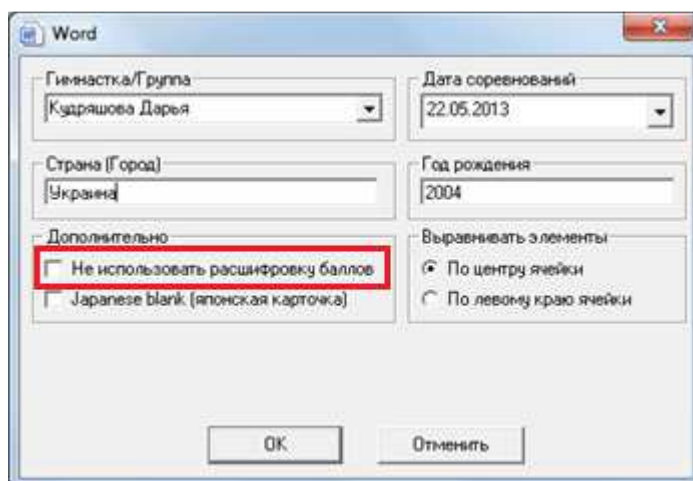 Word
Гимнастка/Группа
Кудряшова Дарья
Дата соревнований
22.05.2013
Страна (Город)
Украина
Год рождения
2004
Дополнительно
Не использовать расшифровку баллов
Japanese blank (японская карточка)
Выравнивать элементы
По центру ячейки
По левому краю ячейки
OK
Отменить